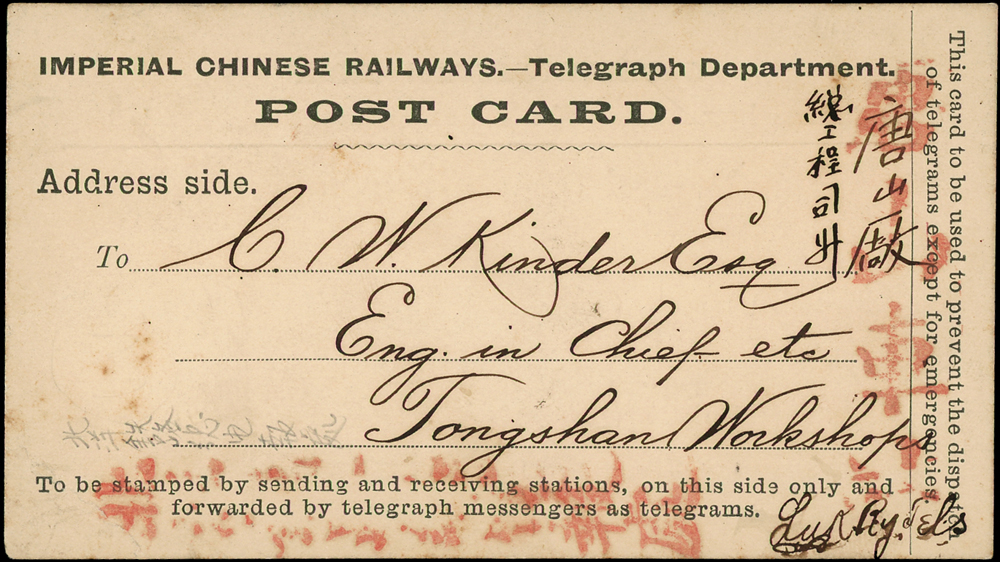 IMPERIAL CHINESE RAILWAYS.—Telegraph Department.
POST CARD.
Address side.
To C. W. Kinder Esq
Eng. in Chief etc
Tongshan Workshops
To be stamped by sending and receiving stations, on this side only and
forwarded by telegraph messengers as telegrams.
唐山廠
總工程司升
This card to be used to prevent the dispatch
of telegrams except for emergencies.
Ry.